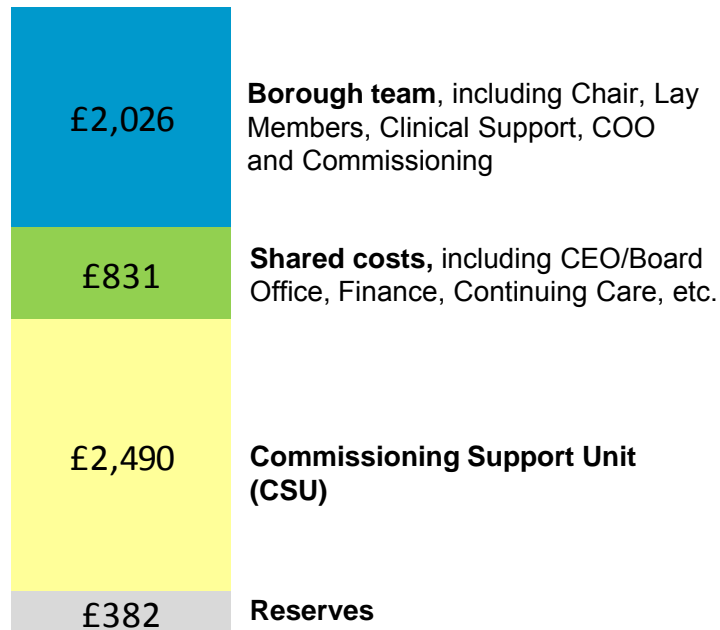 £2,026
Borough team, including Chair, Lay
Members, Clinical Support, COO
and Commissioning
£831
Shared costs, including CEO/Board
Office, Finance, Continuing Care, etc.
£2,490
Commissioning Support Unit
(CSU)
£382
Reserves